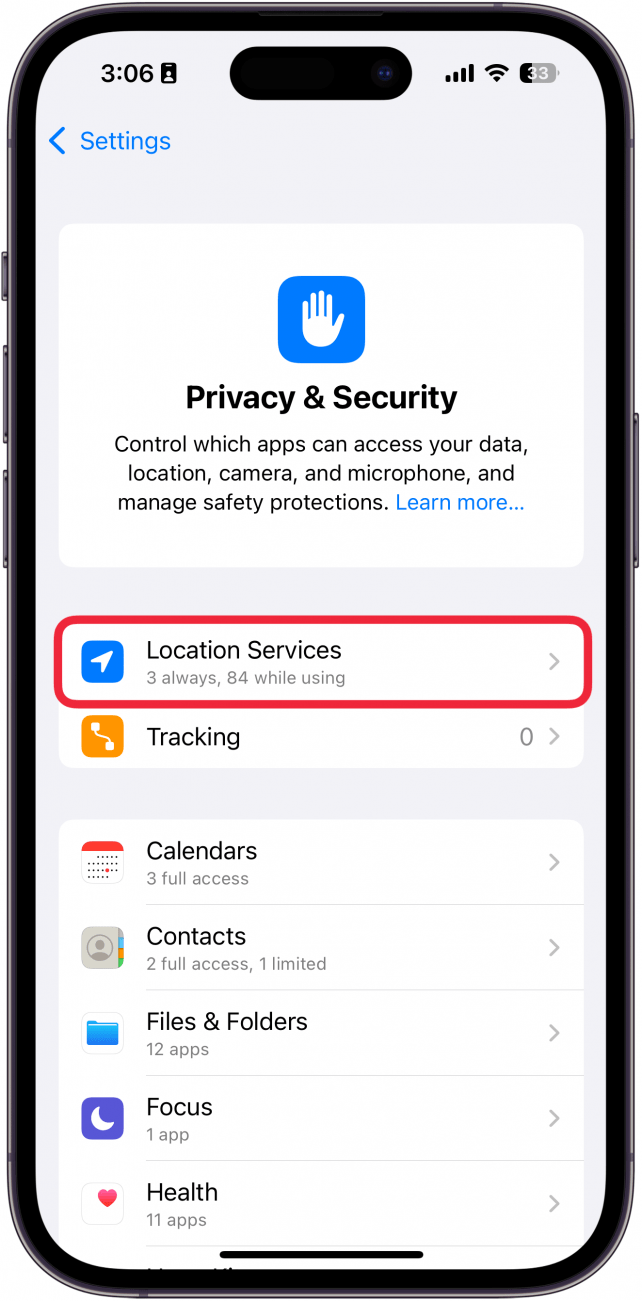 3:06
33
Settings
Privacy & Security
Control which apps can access your data,
location, camera, and microphone, and
manage safety protections. Learn more...
Location Services
3 always, 84 while using
Tracking
0
Calendars
3 full access
Contacts
2 full access, 1 limited
Files & Folders
12 apps
Focus
1 app
Health
11 apps